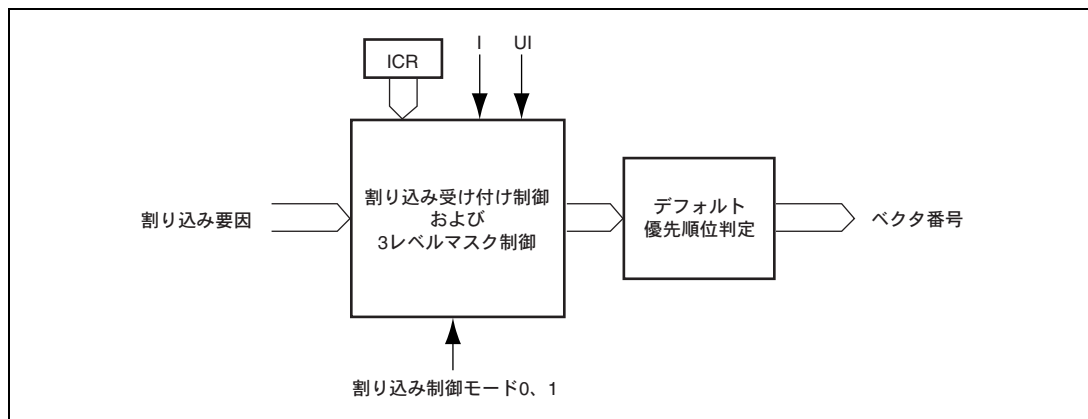 I
UI
ICR
割り込み要因
割り込み受け付け制御
および
3レベルマスク制御
デフォルト
優先順位判定
ベクタ番号
割り込み制御モード0、1